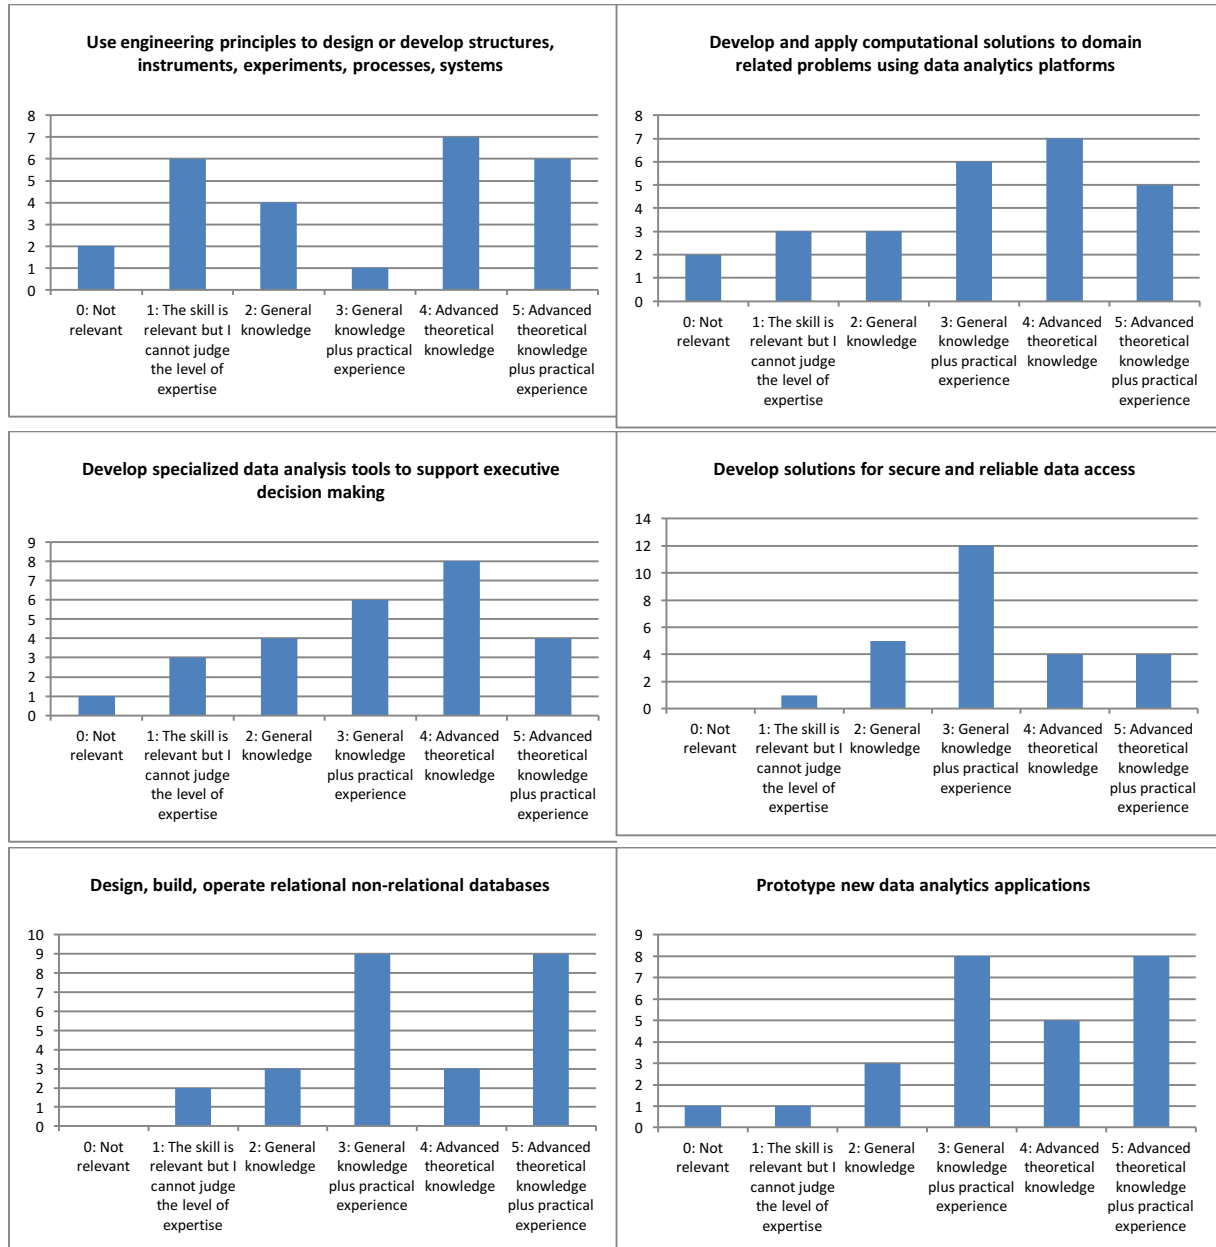 Use engineering principles to design or develop structures,
instruments, experiments, processes, systems
8
7
6
5
4
3
2
1
0
0: Not
relevant
1: The skill is
relevant but I
cannot judge
the level of
expertise
2: General
knowledge
3: General
knowledge
plus practical
experience
4: Advanced
theoretical
knowledge
5: Advanced
theoretical
knowledge
plus practical
experience
Develop and apply computational solutions to domain
related problems using data analytics platforms
8
7
6
5
4
3
2
1
0
0: Not
relevant
1: The skill is
relevant but I
cannot judge
the level of
expertise
2: General
knowledge
3: General
knowledge
plus practical
experience
4: Advanced
theoretical
knowledge
5: Advanced
theoretical
knowledge
plus practical
experience
Develop specialized data analysis tools to support executive
decision making
9
8
7
6
5
4
3
2
1
0
0: Not
relevant
1: The skill is
relevant but I
cannot judge
the level of
expertise
2: General
knowledge
3: General
knowledge
plus practical
experience
4: Advanced
theoretical
knowledge
5: Advanced
theoretical
knowledge
plus practical
experience
Develop solutions for secure and reliable data access
14
12
10
8
6
4
2
0
0: Not
relevant
1: The skill is
relevant but I
cannot judge
the level of
expertise
2: General
knowledge
3: General
knowledge
plus practical
experience
4: Advanced
theoretical
knowledge
5: Advanced
theoretical
knowledge
plus practical
experience
Design, build, operate relational non-relational databases
10
9
8
7
6
5
4
3
2
1
0
0: Not
relevant
1: The skill is
relevant but I
cannot judge
the level of
expertise
2: General
knowledge
3: General
knowledge
plus practical
experience
4: Advanced
theoretical
knowledge
5: Advanced
theoretical
knowledge
plus practical
experience
Prototype new data analytics applications
9
8
7
6
5
4
3
2
1
0
0: Not
relevant
1: The skill is
relevant but I
cannot judge
the level of
expertise
2: General
knowledge
3: General
knowledge
plus practical
experience
4: Advanced
theoretical
knowledge
5: Advanced
theoretical
knowledge
plus practical
experience